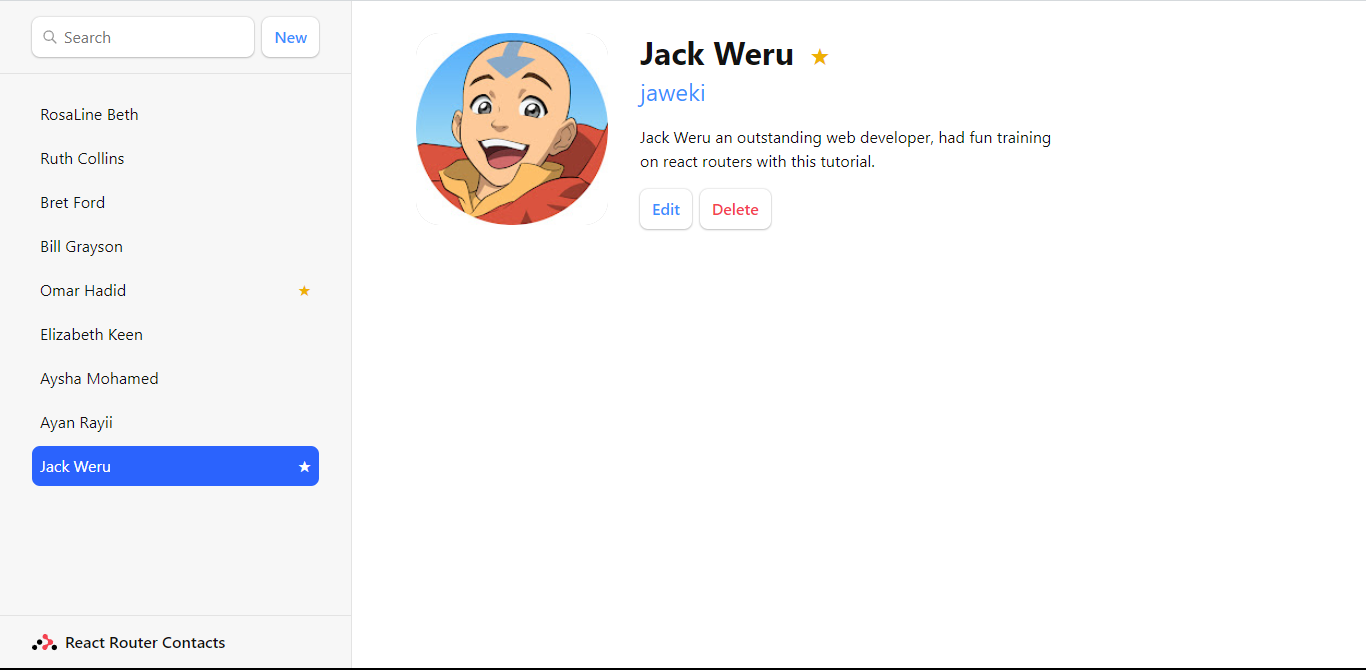 Search
New
RosaLine Beth
Ruth Collins
Bret Ford
Bill Grayson
Omar Hadid ★
Elizabeth Keen
Aysha Mohamed
Ayan Rayii
Jack Weru ★
React Router Contacts
Jack Weru ★
jaweki
Jack Weru an outstanding web developer, had fun training
on react routers with this tutorial.
Edit
Delete